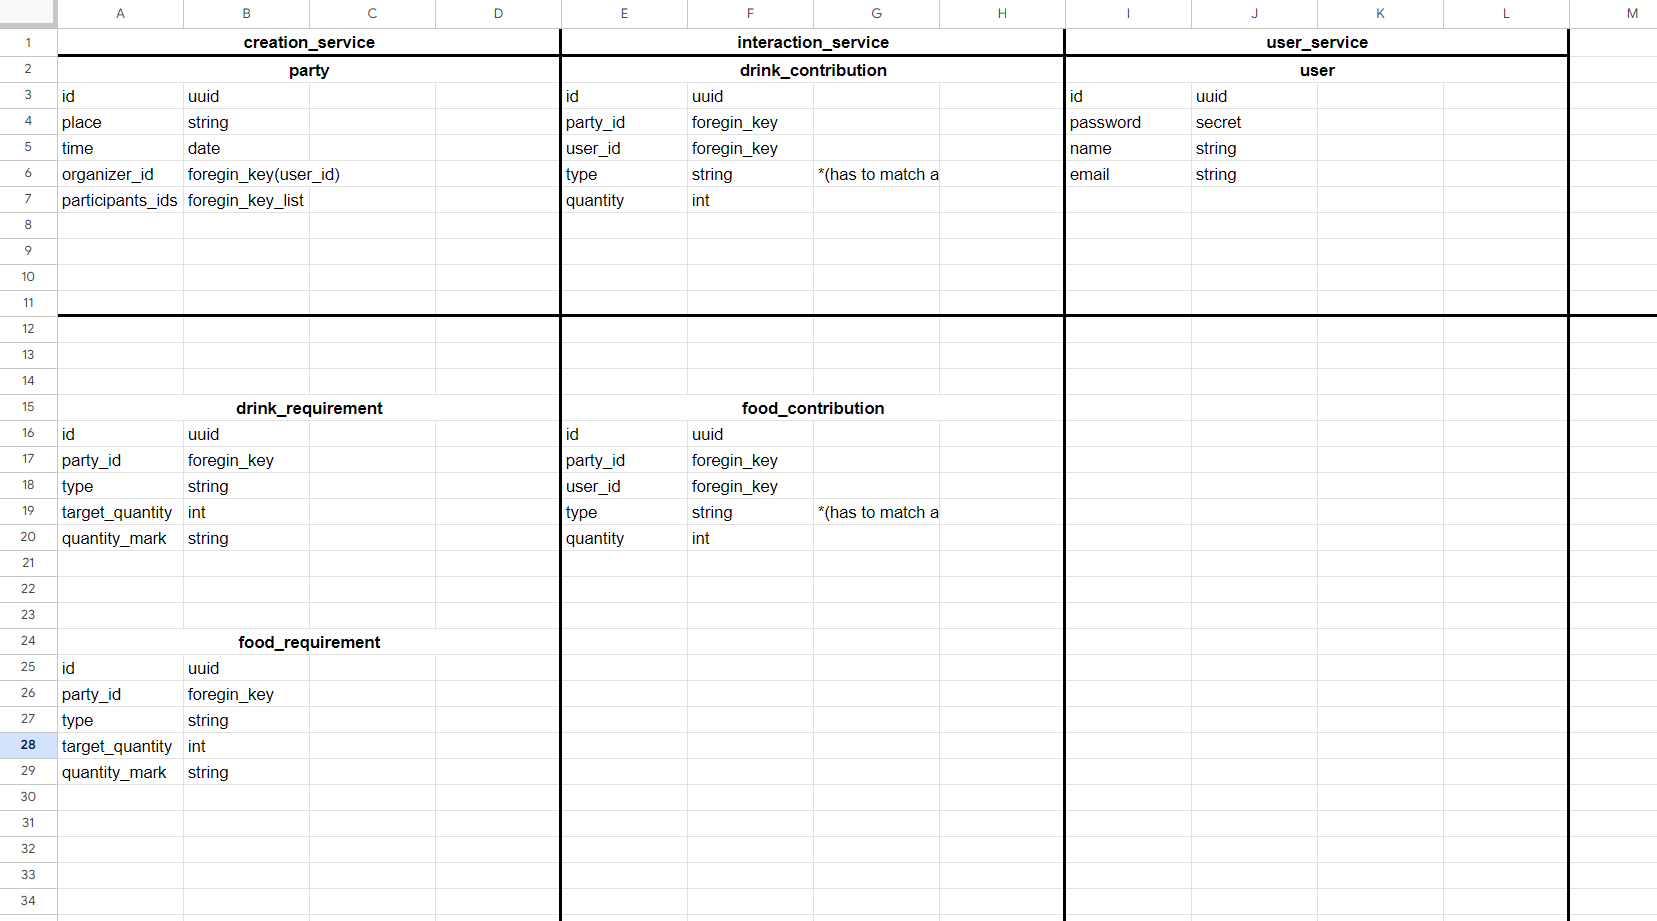 A B C D E F G H I J K L M
1 creation_service interaction_service user_service
2 party drink_contribution user
3 id uuid id uuid id uuid
4 place string party_id foregin_key password secret
5 time date user_id foregin_key name string
6 organizer_id foregin_key(user_id) type string *(has to match a email string
7 participants_ids foregin_key_list quantity int
8
9
10
11
12
13
14
15 drink_requirement food_contribution
16 id uuid id uuid
17 party_id foregin_key party_id foregin_key
18 type string user_id foregin_key
19 target_quantity int type string *(has to match a
20 quantity_mark string quantity int
21
22
23
24 food_requirement
25 id uuid
26 party_id foregin_key
27 type string
28 target_quantity int
29 quantity_mark string
30
31
32
33
34